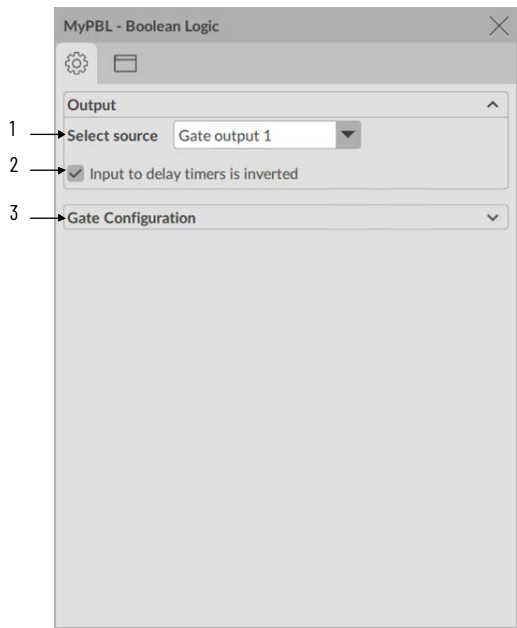 MyPBL - Boolean Logic
Output
1 Select source Gate output 1
2 Input to delay timers is inverted
3 Gate Configuration